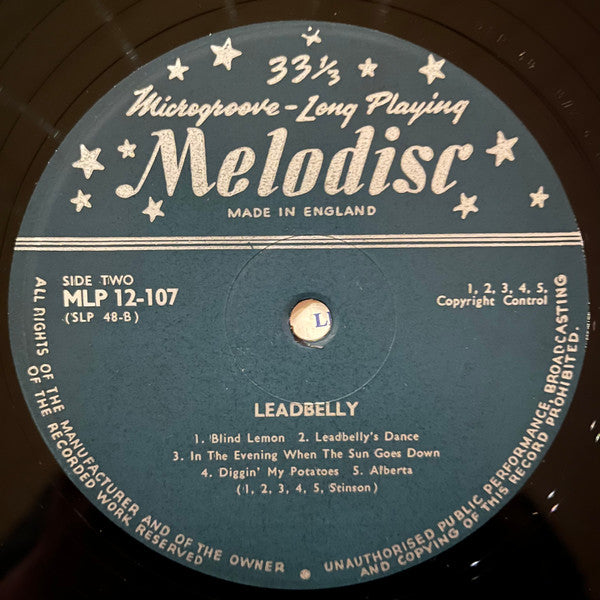 33⅓
Microgroove - Long Playing
Melodisc
MADE IN ENGLAND
SIDE TWO
MLP 12-107
(SLP 48-B)
1, 2, 3, 4, 5,
Copyright Control
L
LEADBELLY
1. Blind Lemon 2. Leadbelly's Dance
3. In The Evening When The Sun Goes Down
4. Diggin' My Potatoes 5. Alberta
(1, 2, 3, 4, 5, Stinson)
ALL RIGHTS OF THE MANUFACTURER AND OF THE OWNER
OF THE RECORDED WORK RESERVED
• UNAUTHORISED PUBLIC PERFORMANCE, BROADCASTING
AND COPYING OF THIS RECORD PROHIBITED.